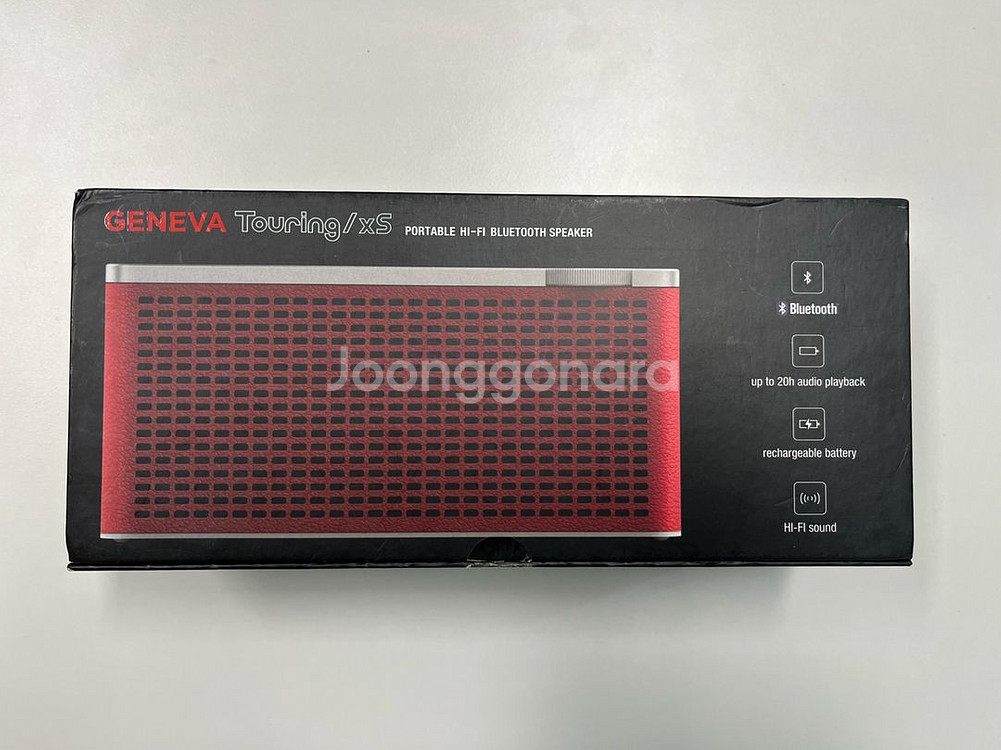 GENEVA Touring/xS PORTABLE HI-FI BLUETOOTH SPEAKER
Bluetooth
up to 20h audio playback
Joonggonara
rechargeable battery
HI-FI sound